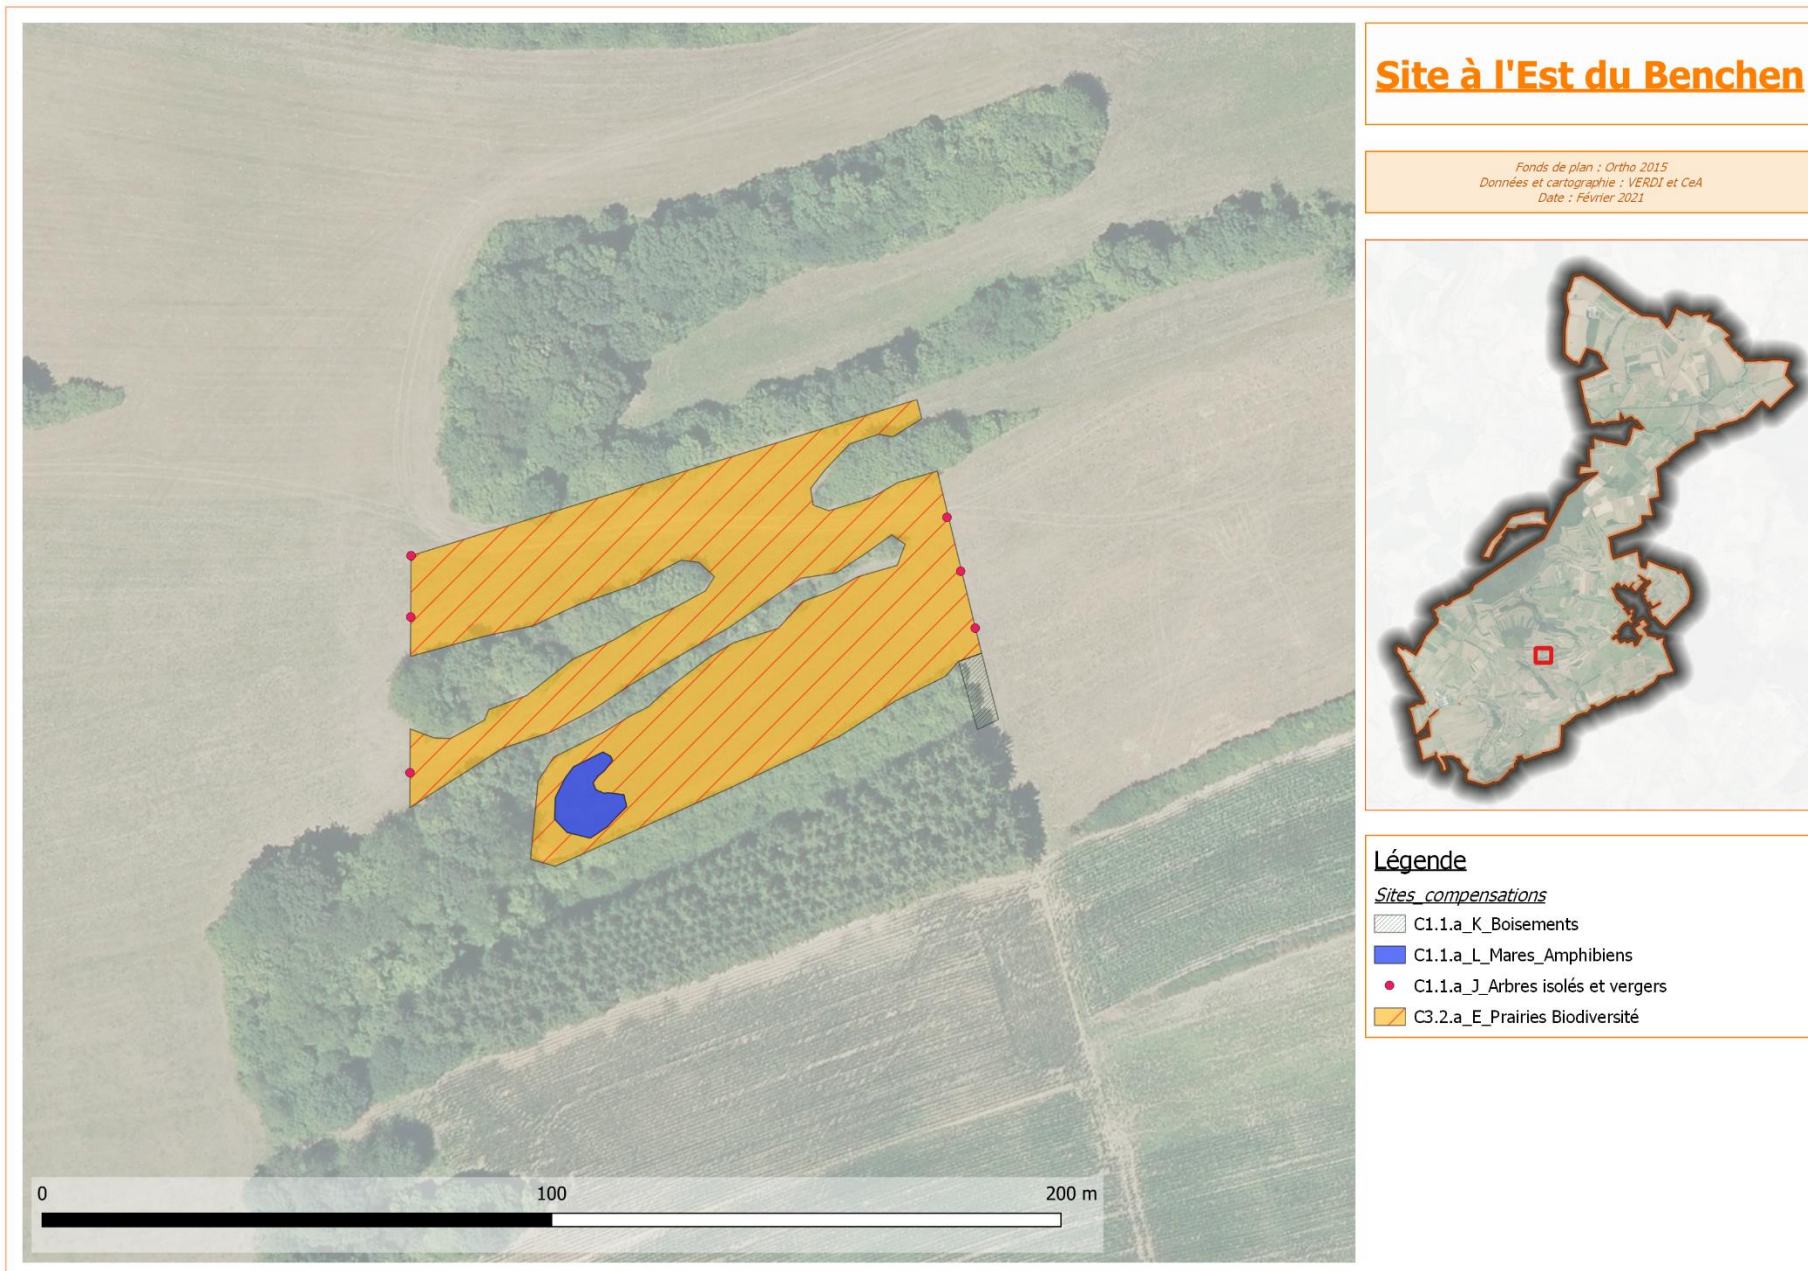 Site à l'Est du Benchen
Fonds de plan : Ortho 2015
Données et cartographie : VERDI et CeA
Date : Février 2021
Légende
Sites_compensations
C1.1.a_K_Boisements
C1.1.a_L_Mares_Amphibiens
C1.1.a_J_Arbres isolés et vergers
C3.2.a_E_Prairies Biodiversité
0 100 200 m